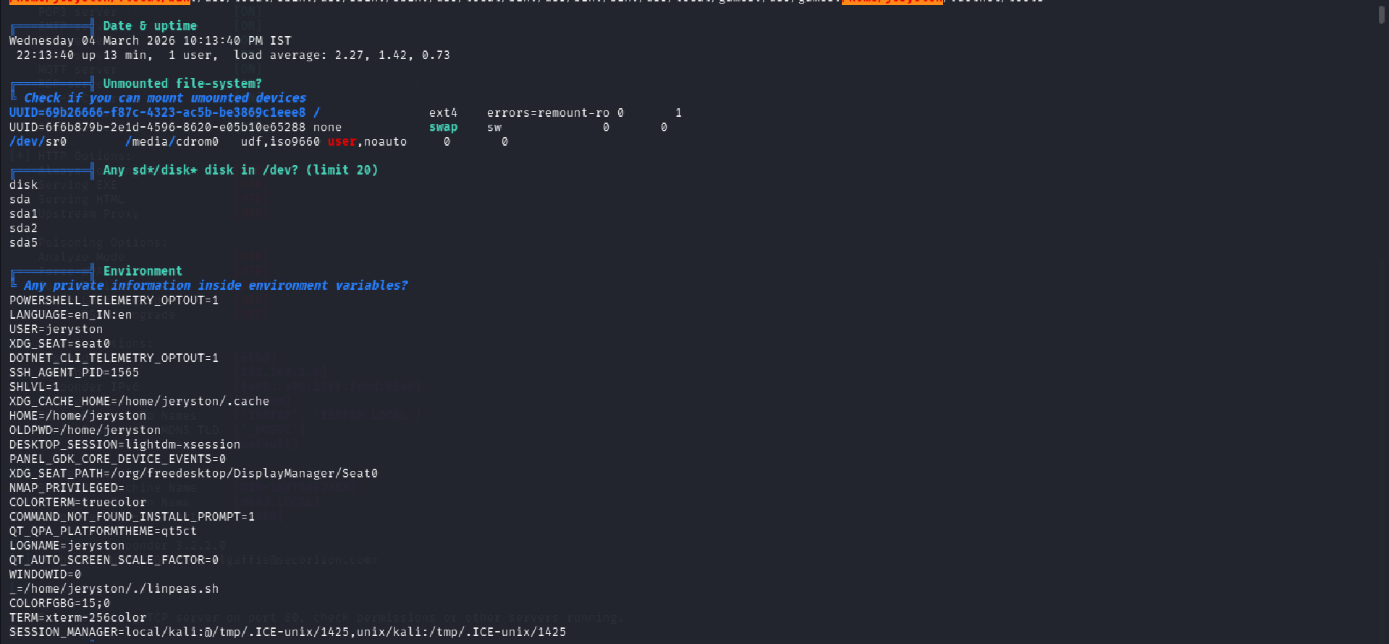 Date & uptime
Wednesday 04 March 2026 10:13:40 PM IST
22:13:40 up 13 min,  1 user,  load average: 2.27, 1.42, 0.73
Unmounted file-system?
Check if you can mount umounted devices
UUID=69b26666-f87c-4323-ac5b-be3869c1eee8 /               ext4    errors=remount-ro 0       1
UUID=6f6b879b-2e1d-4596-8620-e05b10e65288 none            swap    sw              0       0
/dev/sr0        /media/cdrom0   udf,iso9660 user,noauto     0       0
Any sd*/disk* disk in /dev? (limit 20)
disk
sda
sda1
sda2
sda5
Environment
Any private information inside environment variables?
POWERSHELL_TELEMETRY_OPTOUT=1
LANGUAGE=en_IN:en
USER=jeryston
XDG_SEAT=seat0
DOTNET_CLI_TELEMETRY_OPTOUT=1
SSH_AGENT_PID=1565
SHLVL=1
XDG_CACHE_HOME=/home/jeryston/.cache
HOME=/home/jeryston
OLDPWD=/home/jeryston
DESKTOP_SESSION=lightdm-xsession
PANEL_GDK_CORE_DEVICE_EVENTS=0
XDG_SEAT_PATH=/org/freedesktop/DisplayManager/Seat0
NMAP_PRIVILEGED=
COLORTERM=truecolor
COMMAND_NOT_FOUND_INSTALL_PROMPT=1
QT_QPA_PLATFORMTHEME=qt5ct
LOGNAME=jeryston
QT_AUTO_SCREEN_SCALE_FACTOR=0
WINDOWID=0
_=/home/jeryston/./linpeas.sh
COLORFGBG=15;0
TERM=xterm-256color
SESSION_MANAGER=local/kali:@/tmp/.ICE-unix/1425,unix/kali:/tmp/.ICE-unix/1425